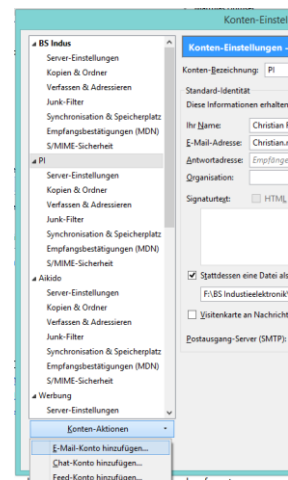 Konten-Einstel
BS Indus
Server-Einstellungen
Kopien & Ordner
Verfassen & Adressieren
Junk-Filter
Synchronisation & Speicherplatz
Empfangsbestätigungen (MDN)
S/MIME-Sicherheit
PI
Server-Einstellungen
Kopien & Ordner
Verfassen & Adressieren
Junk-Filter
Synchronisation & Speicherplatz
Empfangsbestätigungen (MDN)
S/MIME-Sicherheit
Aikido
Server-Einstellungen
Kopien & Ordner
Verfassen & Adressieren
Junk-Filter
Synchronisation & Speicherplatz
Empfangsbestätigungen (MDN)
S/MIME-Sicherheit
Werbung
Server-Einstellungen
Konten-Aktionen
E-Mail-Konto hinzufügen...
Chat-Konto hinzufügen...
Feed-Konto hinzufügen...
Konten-Einstellungen -
Konten-Bezeichnung: PI
Standard-Identität
Diese Informationen erhalten
Ihr Name: Christian
E-Mail-Adresse: Christian.
Antwortadresse: Empfänge
Organisation:
Signaturtext: HTML
Stattdessen eine Datei als
F:\BS Industieelektronik\
Visitenkarte an Nachricht
Postausgang-Server (SMTP):